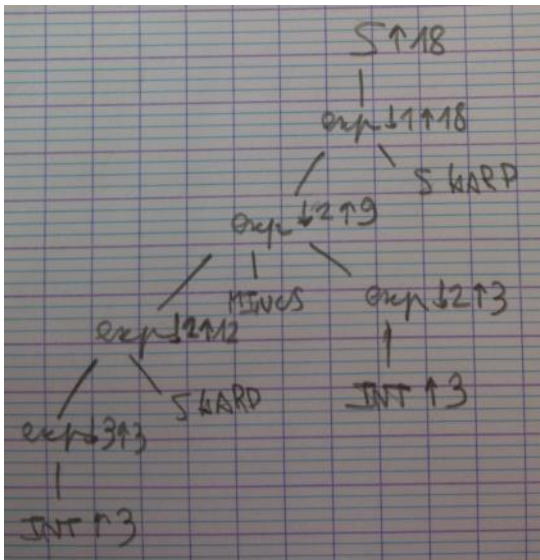 S ↑ 18
exp ↓ 1 ↑ 18
SHARP
exp ↓ 2 ↑ 9
MINUS
exp ↓ 2 ↑ 3
exp ↓ 2 ↑ 12
SHARP
INT ↑ 3
exp ↓ 3 ↑ 3
INT ↑ 3